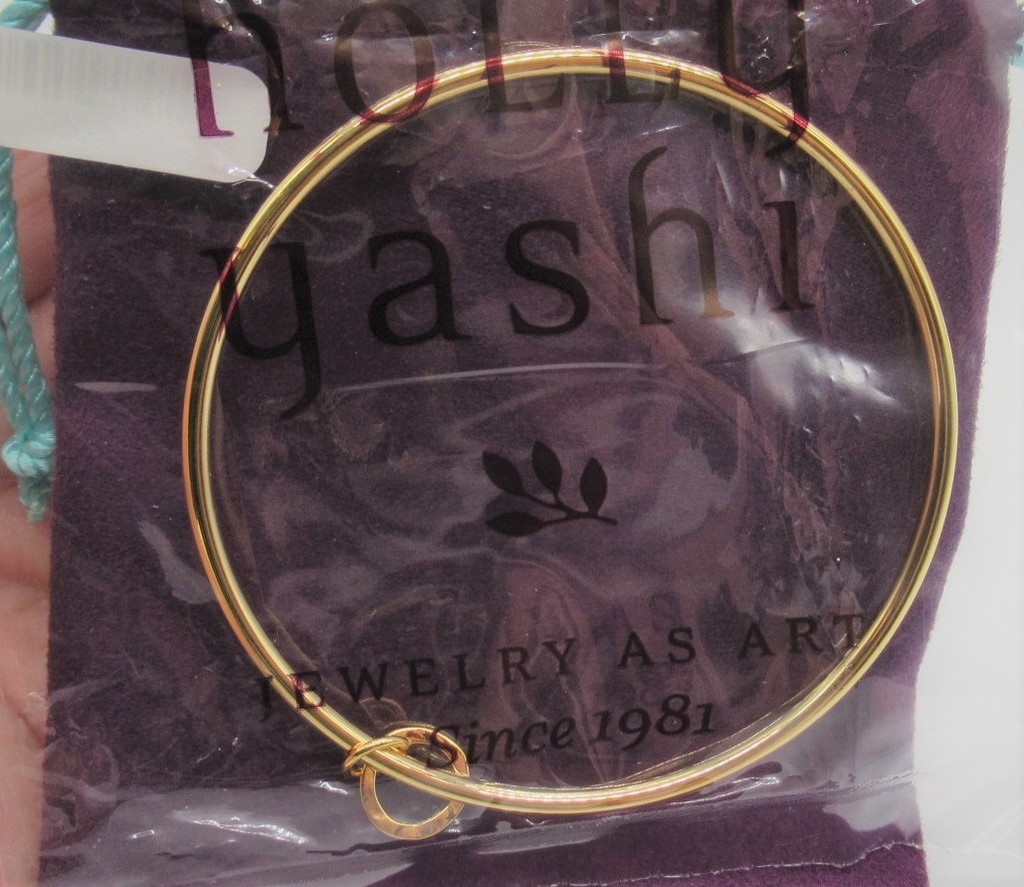 holly
yashi
JEWELRY AS ART
Since 1981